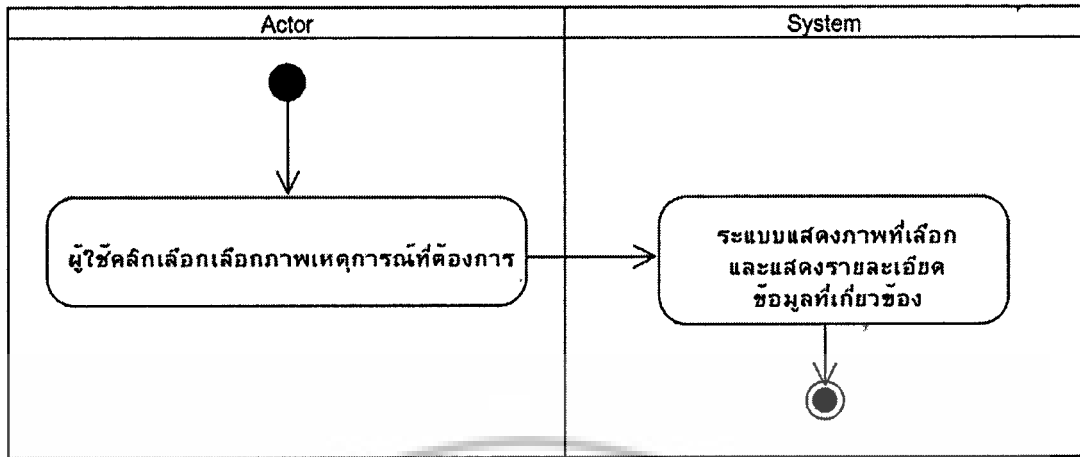 Actor
System
ผู้ใช้คลิกเลือกเลือกภาพเหตุการณ์ที่ต้องการ
ระแบบแสดงภาพที่เลือก
และแสดงรายละเอียด
ข้อมูลที่เกี่ยวข้อง